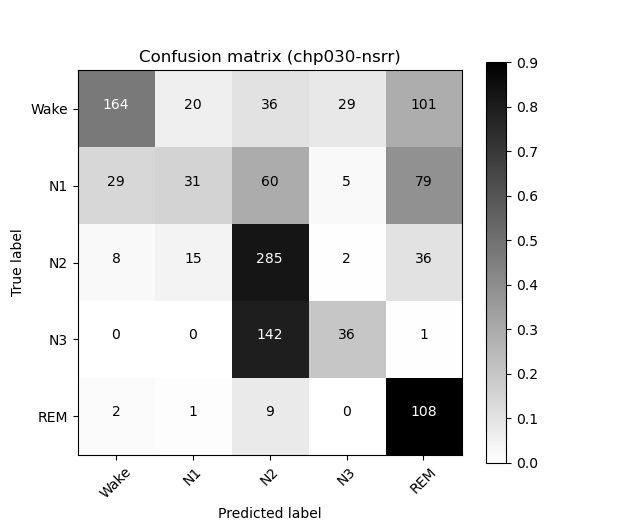 Confusion matrix (chp030-nsrr)
True label
Wake 164 20 36 29 101
N1 29 31 60 5 79
N2 8 15 285 2 36
N3 0 0 142 36 1
REM 2 1 9 0 108
Wake N1 N2 N3 REM
Predicted label
0.9
0.8
0.7
0.6
0.5
0.4
0.3
0.2
0.1
0.0